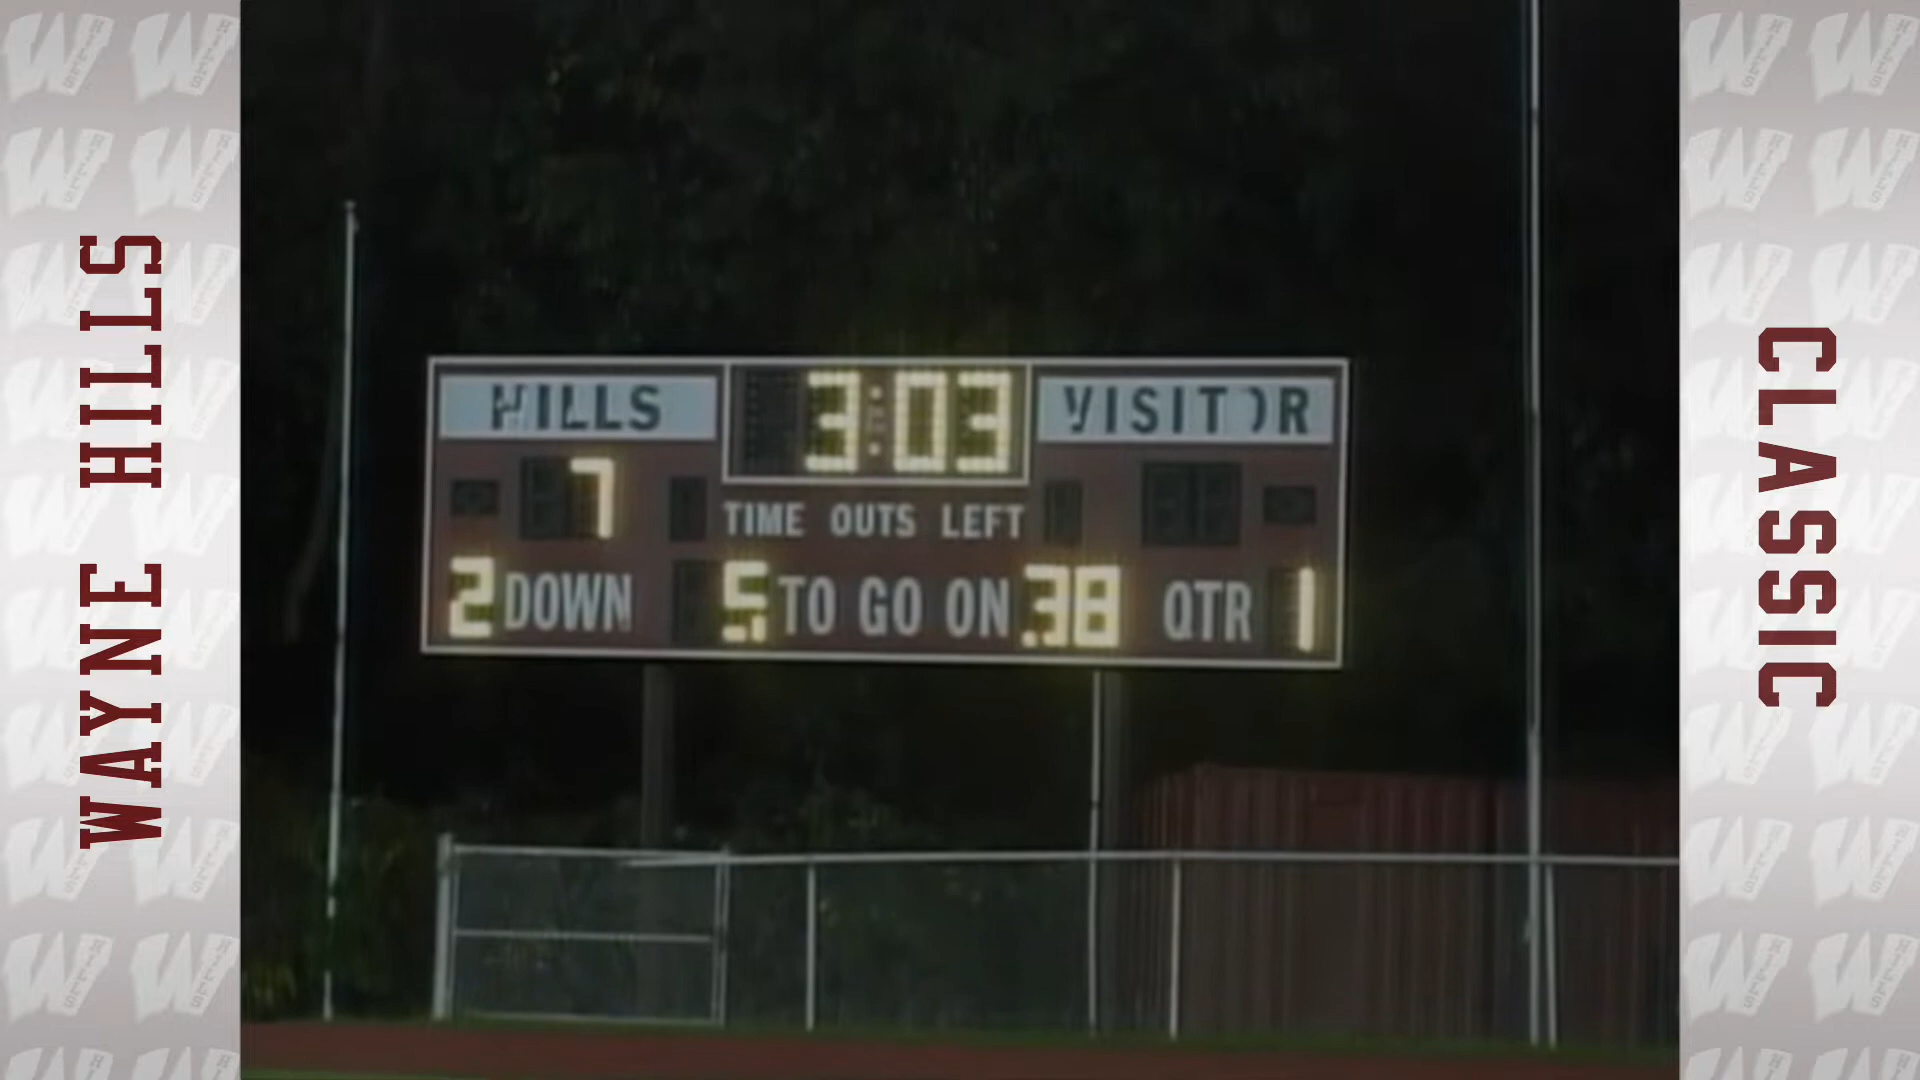 WAYNE HILLS
HILLS 3:03 VISITOR
7 TIME OUTS LEFT
2 DOWN 5 TO GO ON 38 QTR 1
CLASSIC